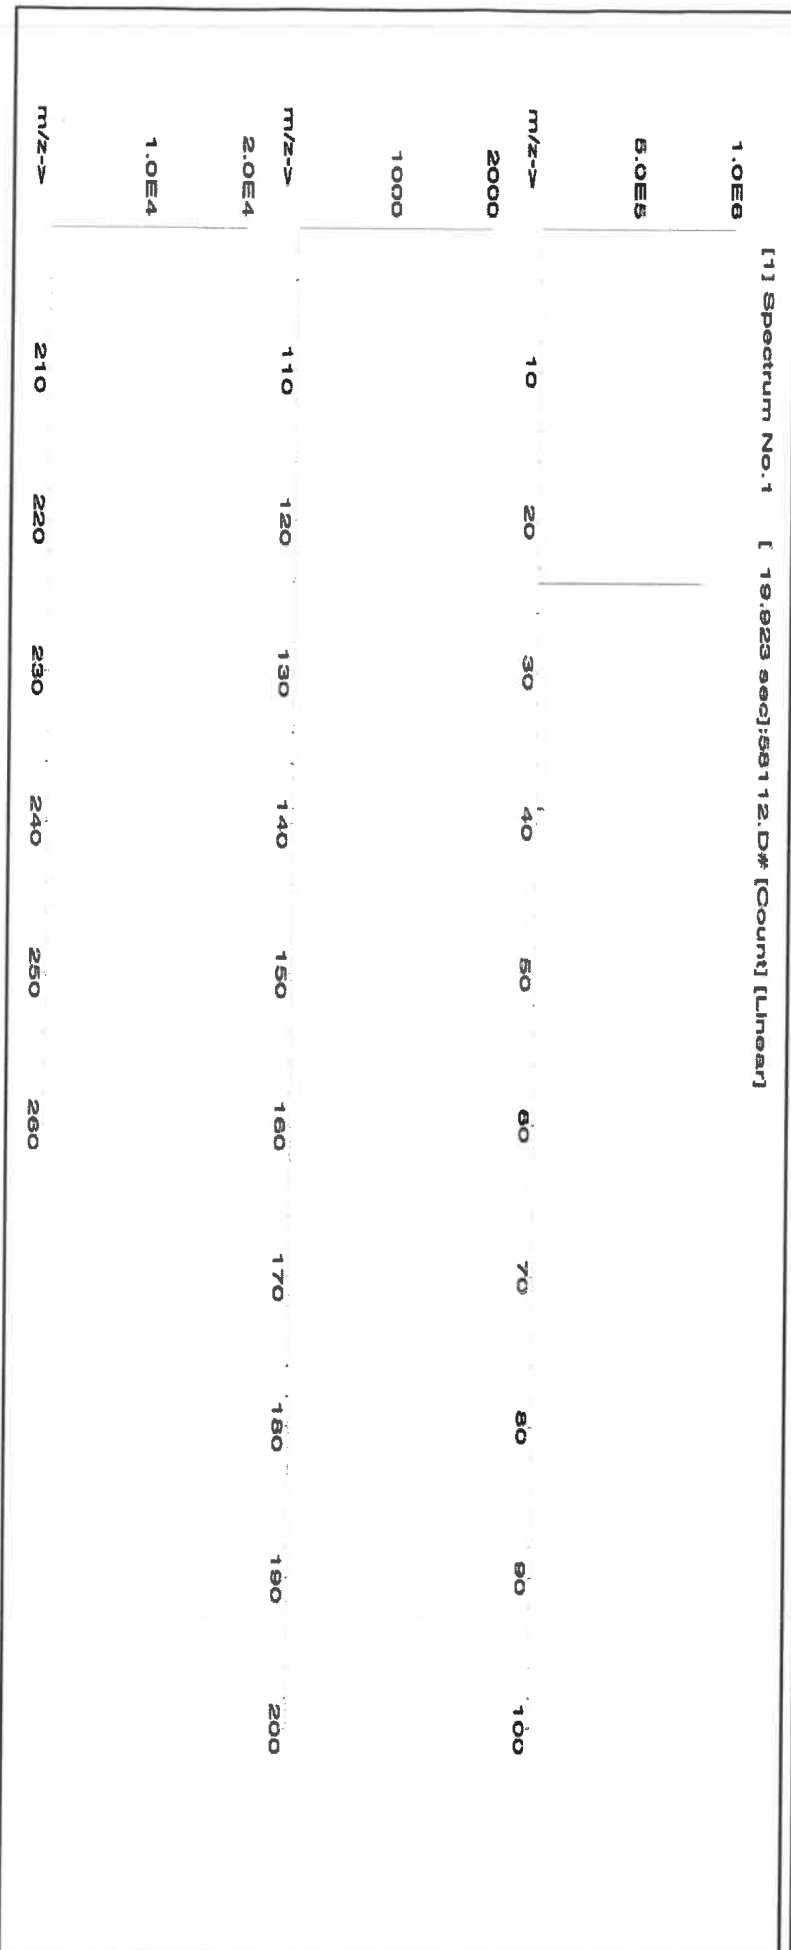 [1] Spectrum No.1 [ 19.923 sec]:58112.D# [Count] [Linear]
1.0E6
5.0E5
m/z-> 10 20 30 40 50 60 70 80 90 100
2000
1000
m/z-> 110 120 130 140 150 160 170 180 190 200
2.0E4
1.0E4
m/z-> 210 220 230 240 250 260